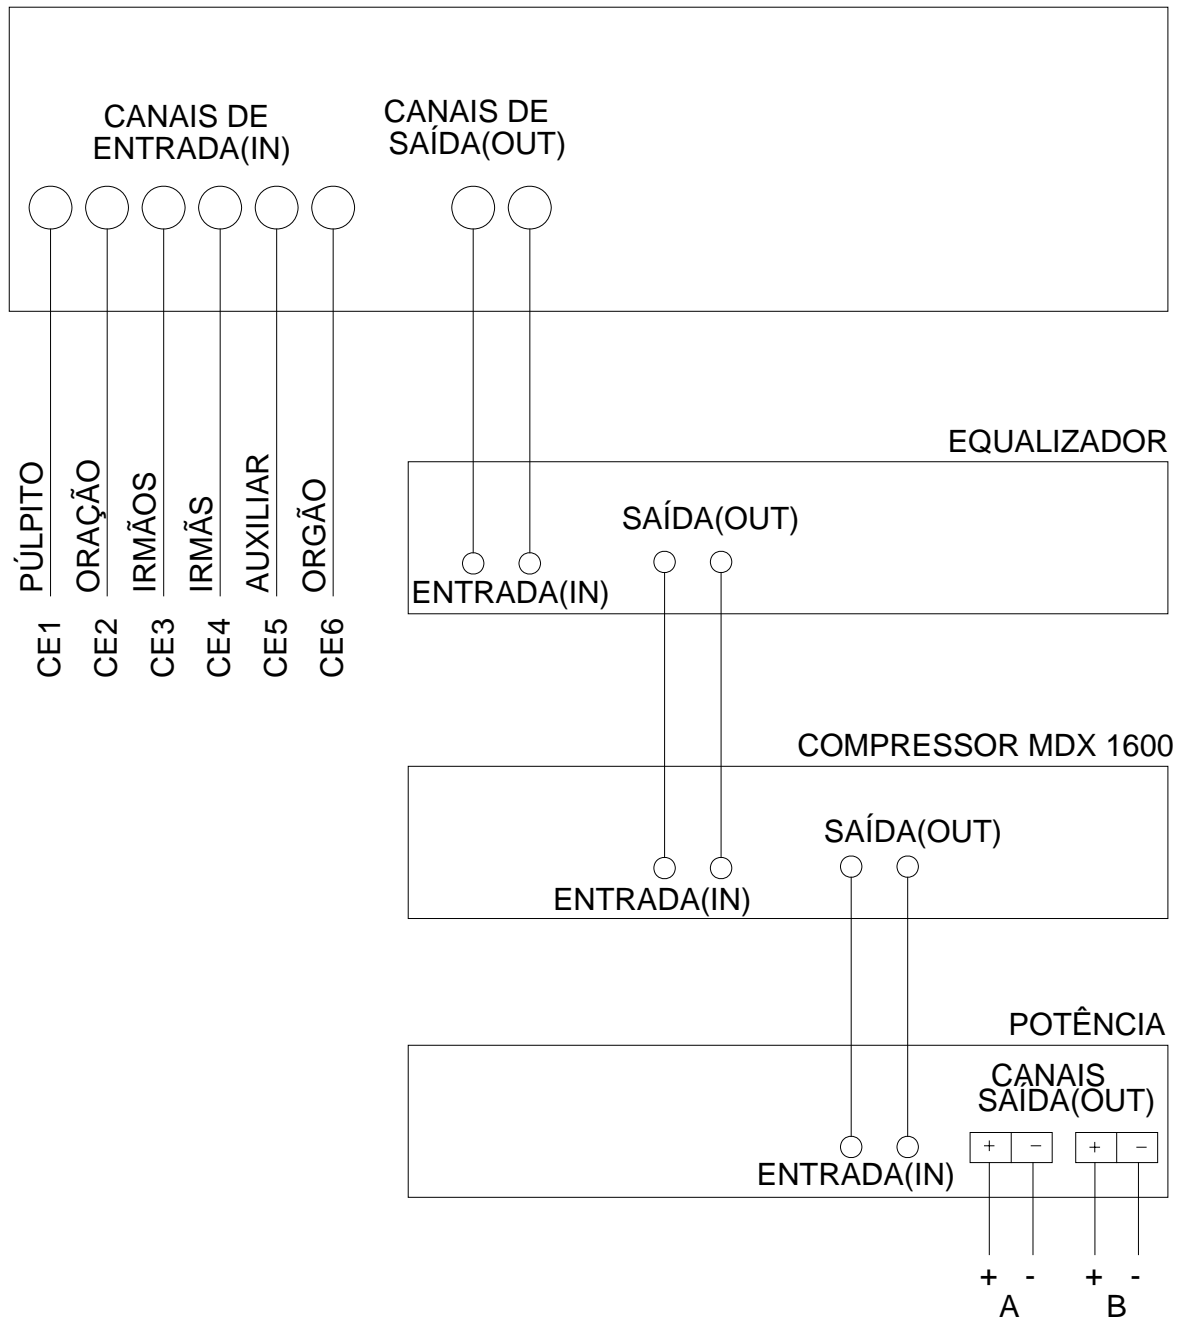 CANAIS DE
ENTRADA(IN)
CANAIS DE
SAÍDA(OUT)
PÚLPITO
ORAÇÃO
IRMÃOS
IRMÃS
AUXILIAR
ORGÃO
CE1
CE2
CE3
CE4
CE5
CE6
EQUALIZADOR
SAÍDA(OUT)
ENTRADA(IN)
COMPRESSOR MDX 1600
SAÍDA(OUT)
ENTRADA(IN)
POTÊNCIA
CANAIS
SAÍDA(OUT)
+ - + -
ENTRADA(IN)
+ - + -
A B